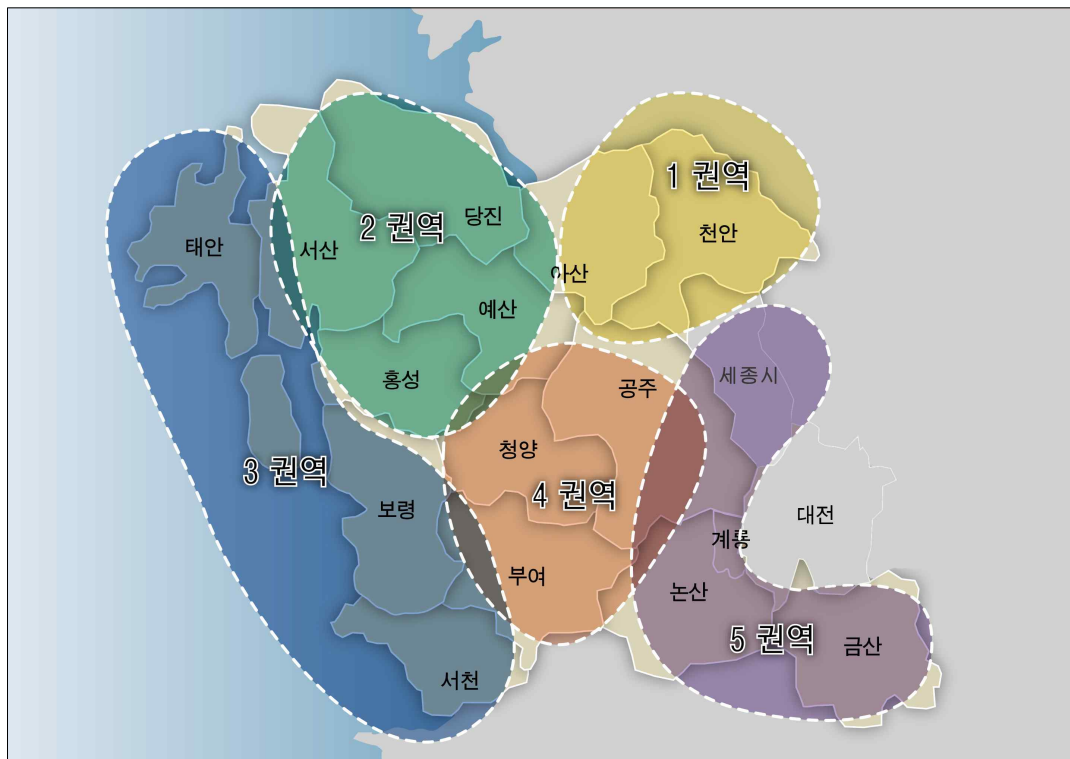 1 권역
천안
아산
2 권역
당진
서산
예산
홍성
태안
3 권역
보령
서천
공주
청양
4 권역
부여
세종시
대전
계룡
논산
5 권역
금산